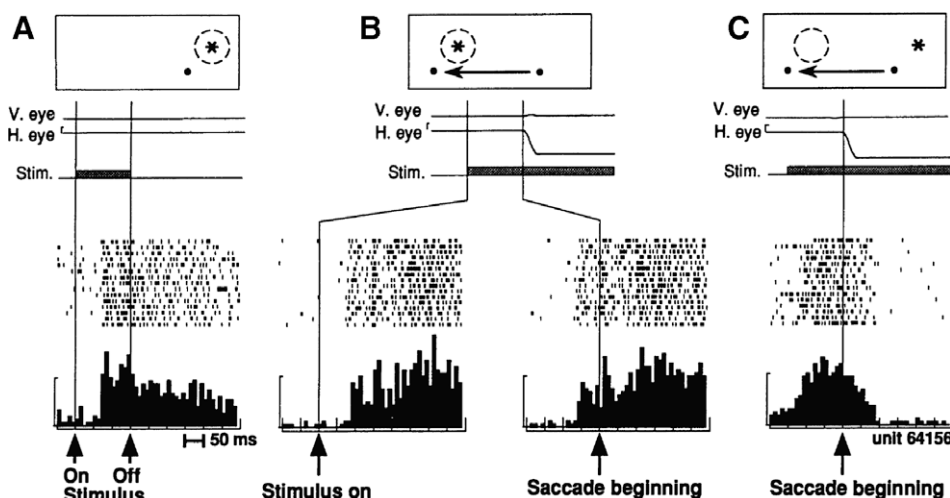 A
B
C
V. eye
H. eye
Stim.
V. eye
H. eye
Stim.
V. eye
H. eye
Stim.
50 ms
On Off
Stimulus
Stimulus on
Saccade beginning
unit 64156
Saccade beginning